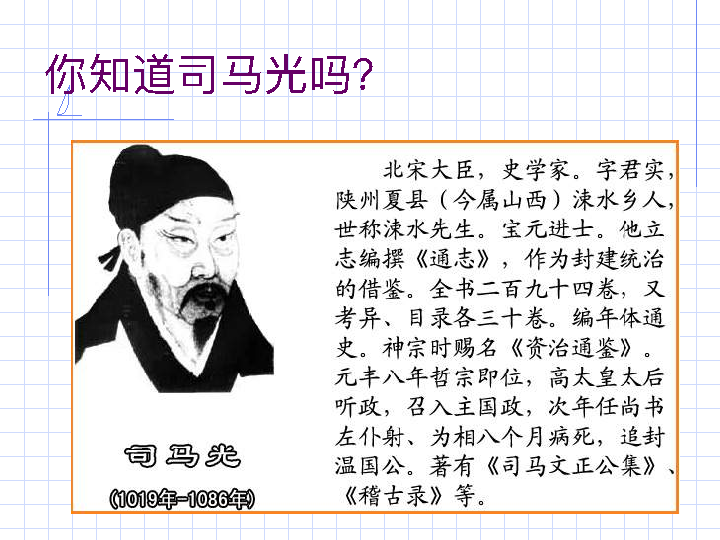 你知道司马光吗?
北宋大臣，史学家。字君实，
陕州夏县（今属山西）涑水乡人，
世称涑水先生。宝元进士。他立
志编撰《通志》，作为封建统治
的借鉴。全书二百九十四卷，又
考异、目录各三十卷。编年体通
史。神宗时赐名《资治通鉴》。
元丰八年哲宗即位，高太皇太后
听政，召入主国政，次年任尚书
左仆射、为相八个月病死，追封
温国公。著有《司马文正公集》、
《稽古录》等。
司马光
(1019年-1086年)